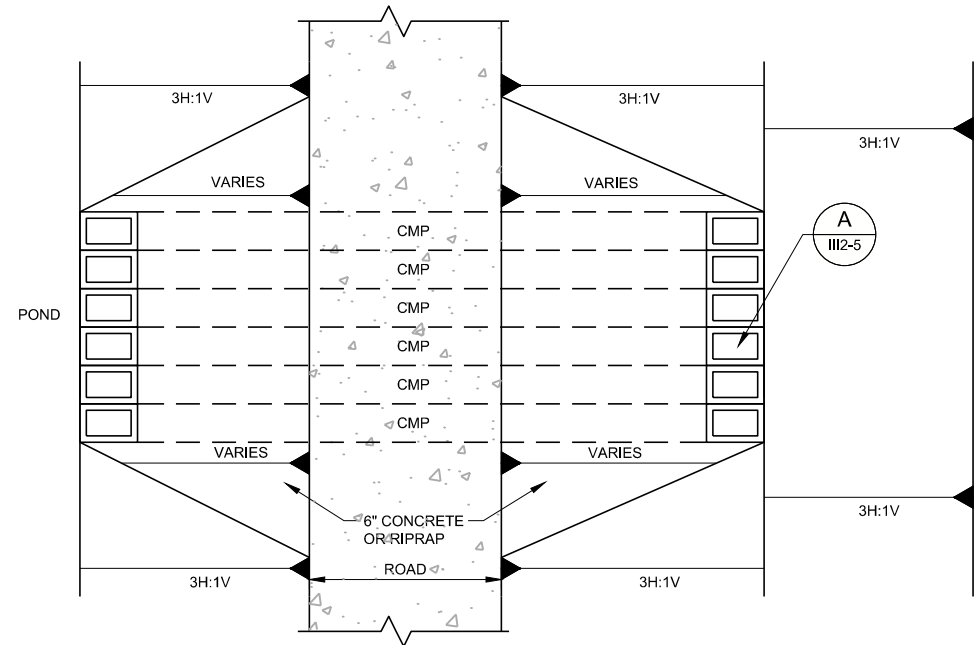 3H:1V
3H:1V
3H:1V
VARIES
VARIES
CMP
A
III2-5
CMP
CMP
POND
CMP
CMP
CMP
VARIES
VARIES
3H:1V
6" CONCRETE
OR RIPRAP
ROAD
3H:1V
3H:1V